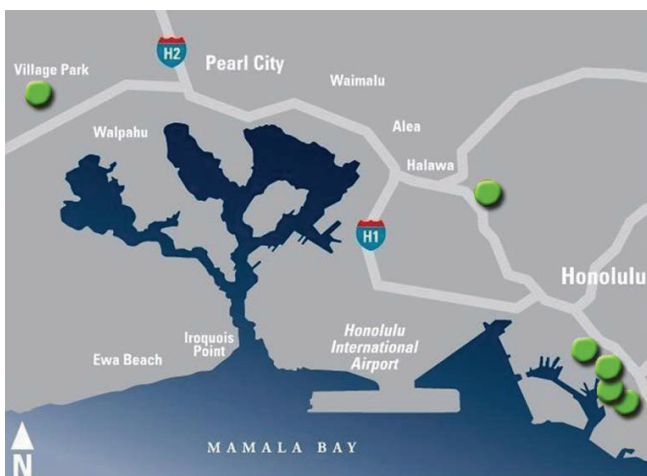 H2
Village Park
Pearl City
Waimalu
Walpahu
Alea
Halawa
H1
Honolulu
Iroquois
Point
Honolulu
International
Airport
Ewa Beach
MAMALA BAY
N